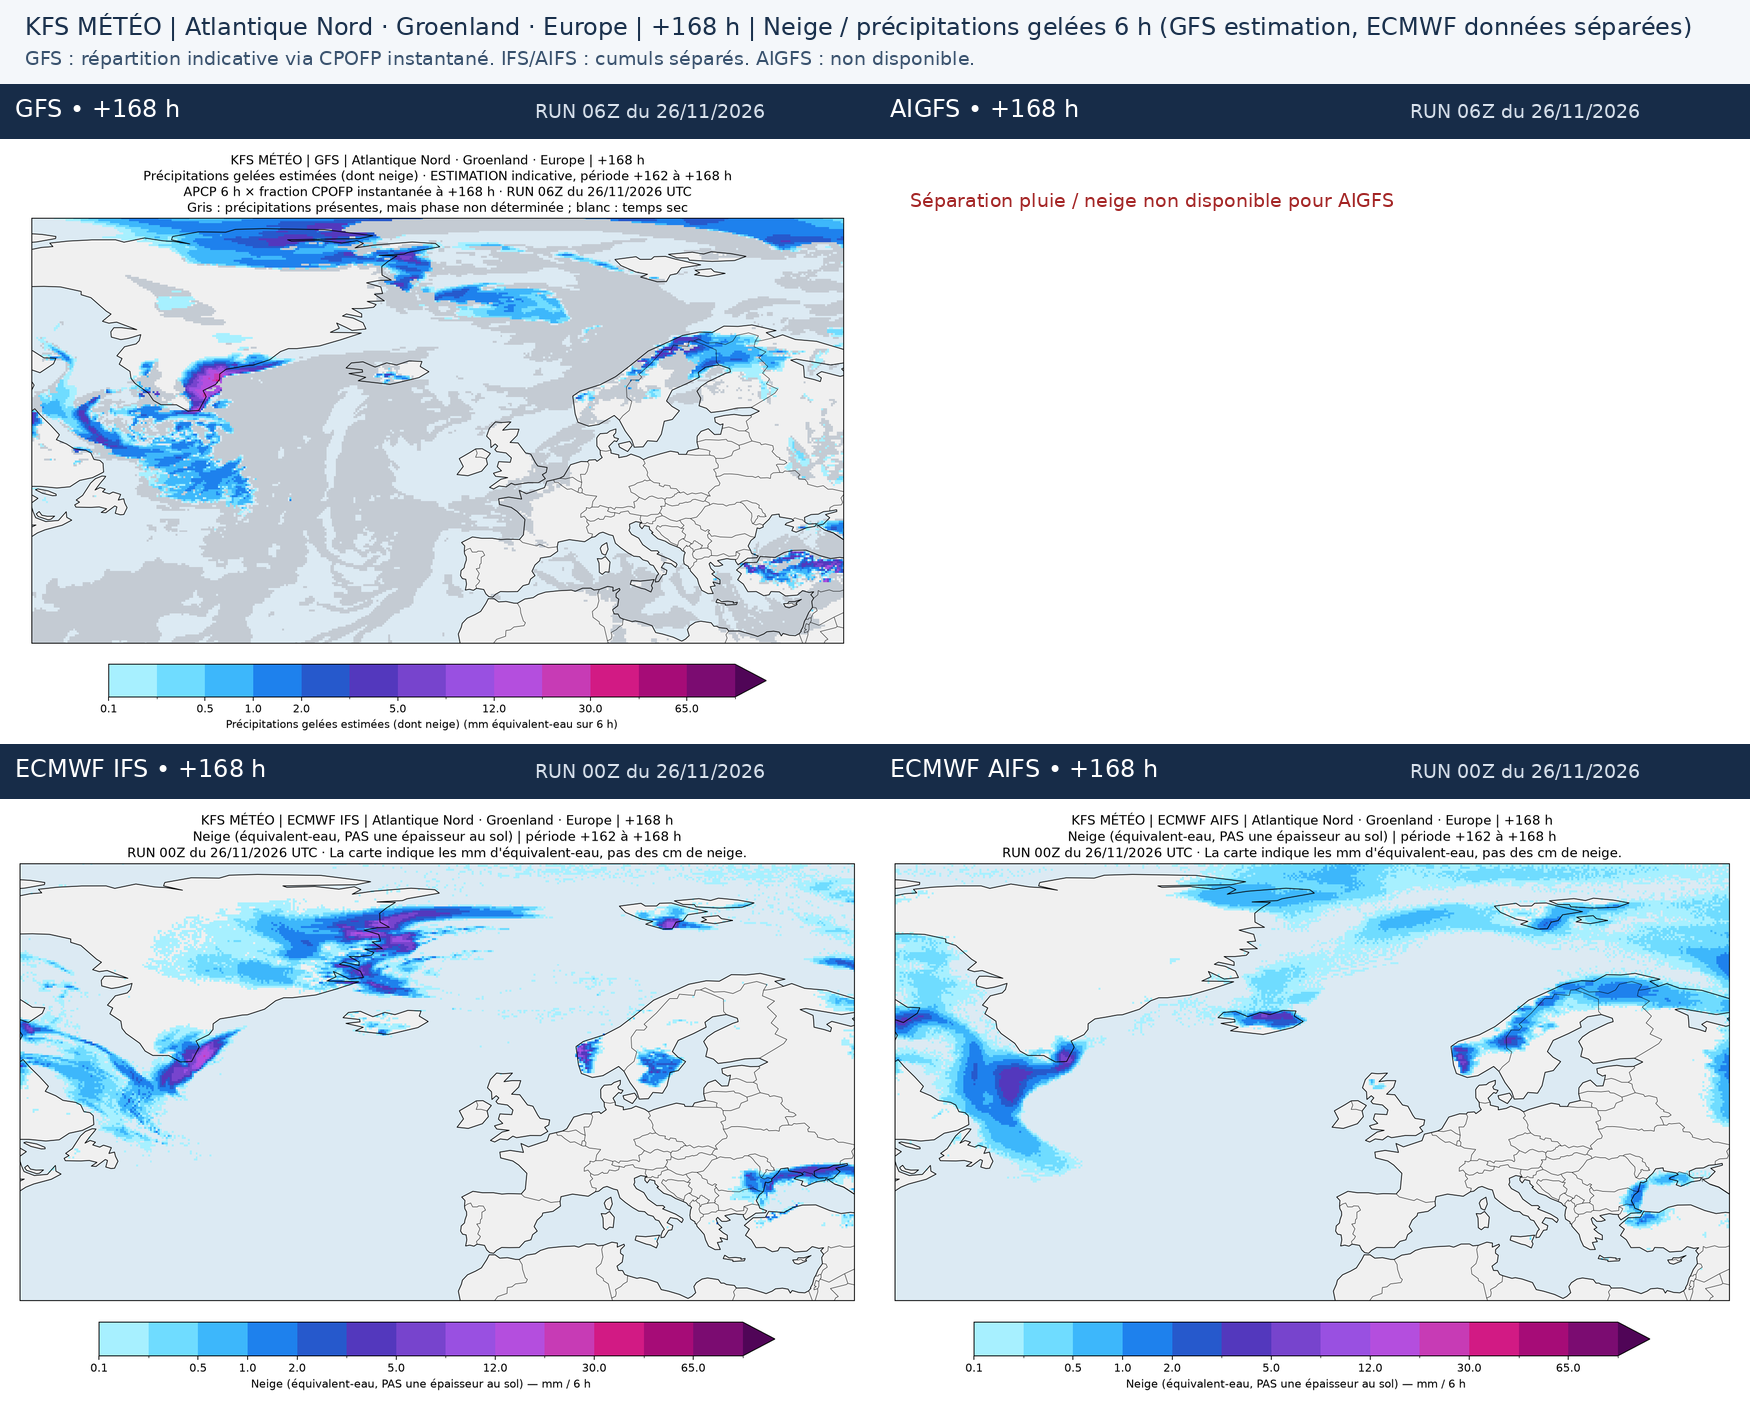 KFS MÉTÉO | Atlantique Nord · Groenland · Europe | +168 h | Neige / précipitations gelées 6 h (GFS estimation, ECMWF données séparées)
GFS : répartition indicative via CPOFP instantané. IFS/AIFS : cumuls séparés. AIGFS : non disponible.
GFS • +168 h
RUN 06Z du 26/11/2026
AIGFS • +168 h
RUN 06Z du 26/11/2026
KFS MÉTÉO | GFS | Atlantique Nord · Groenland · Europe | +168 h
Précipitations gelées estimées (dont neige) · ESTIMATION indicative, période +162 à +168 h
APCP 6 h × fraction CPOFP instantanée à +168 h · RUN 06Z du 26/11/2026 UTC
Gris : précipitations présentes, mais phase non déterminée ; blanc : temps sec
Séparation pluie / neige non disponible pour AIGFS
0.1 0.5 1.0 2.0 5.0 12.0 30.0 65.0
Précipitations gelées estimées (dont neige) (mm équivalent-eau sur 6 h)
ECMWF IFS • +168 h
RUN 00Z du 26/11/2026
ECMWF AIFS • +168 h
RUN 00Z du 26/11/2026
KFS MÉTÉO | ECMWF IFS | Atlantique Nord · Groenland · Europe | +168 h
Neige (équivalent-eau, PAS une épaisseur au sol) | période +162 à +168 h
RUN 00Z du 26/11/2026 UTC · La carte indique les mm d'équivalent-eau, pas des cm de neige.
0.1 0.5 1.0 2.0 5.0 12.0 30.0 65.0
Neige (équivalent-eau, PAS une épaisseur au sol) — mm / 6 h
KFS MÉTÉO | ECMWF AIFS | Atlantique Nord · Groenland · Europe | +168 h
Neige (équivalent-eau, PAS une épaisseur au sol) | période +162 à +168 h
RUN 00Z du 26/11/2026 UTC · La carte indique les mm d'équivalent-eau, pas des cm de neige.
0.1 0.5 1.0 2.0 5.0 12.0 30.0 65.0
Neige (équivalent-eau, PAS une épaisseur au sol) — mm / 6 h